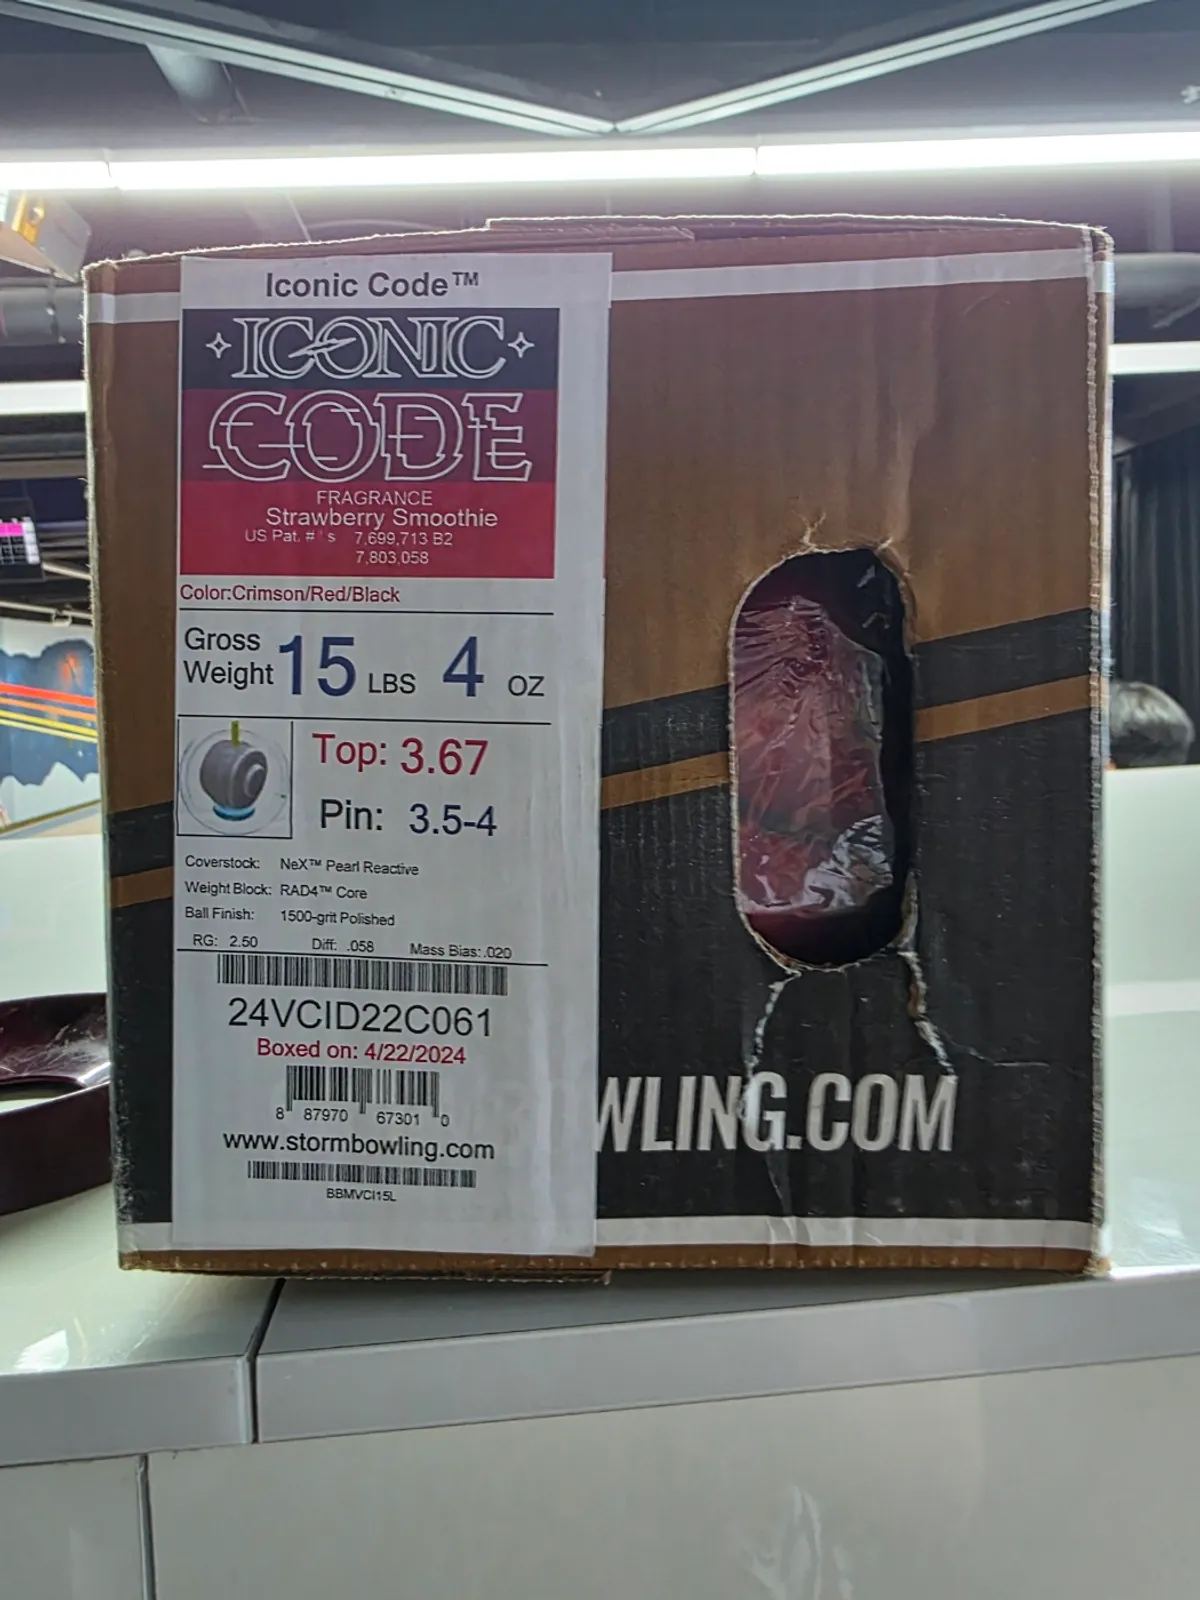 Iconic Code™
ICONIC
CODE
FRAGRANCE
Strawberry Smoothie
US Pat. #'s 7,699,713 B2
7,803,058
Color:Crimson/Red/Black
Gross Weight 15 LBS 4 OZ
Top: 3.67
Pin: 3.5-4
Coverstock: NeX™ Pearl Reactive
Weight Block: RAD4™ Core
Ball Finish: 1500-grit Polished
RG: 2.50 Diff: .058 Mass Bias: .020
24VCID22C061
Boxed on: 4/22/2024
8 87970 67301 0
www.stormbowling.com
BBMVCI15L
WLING.COM